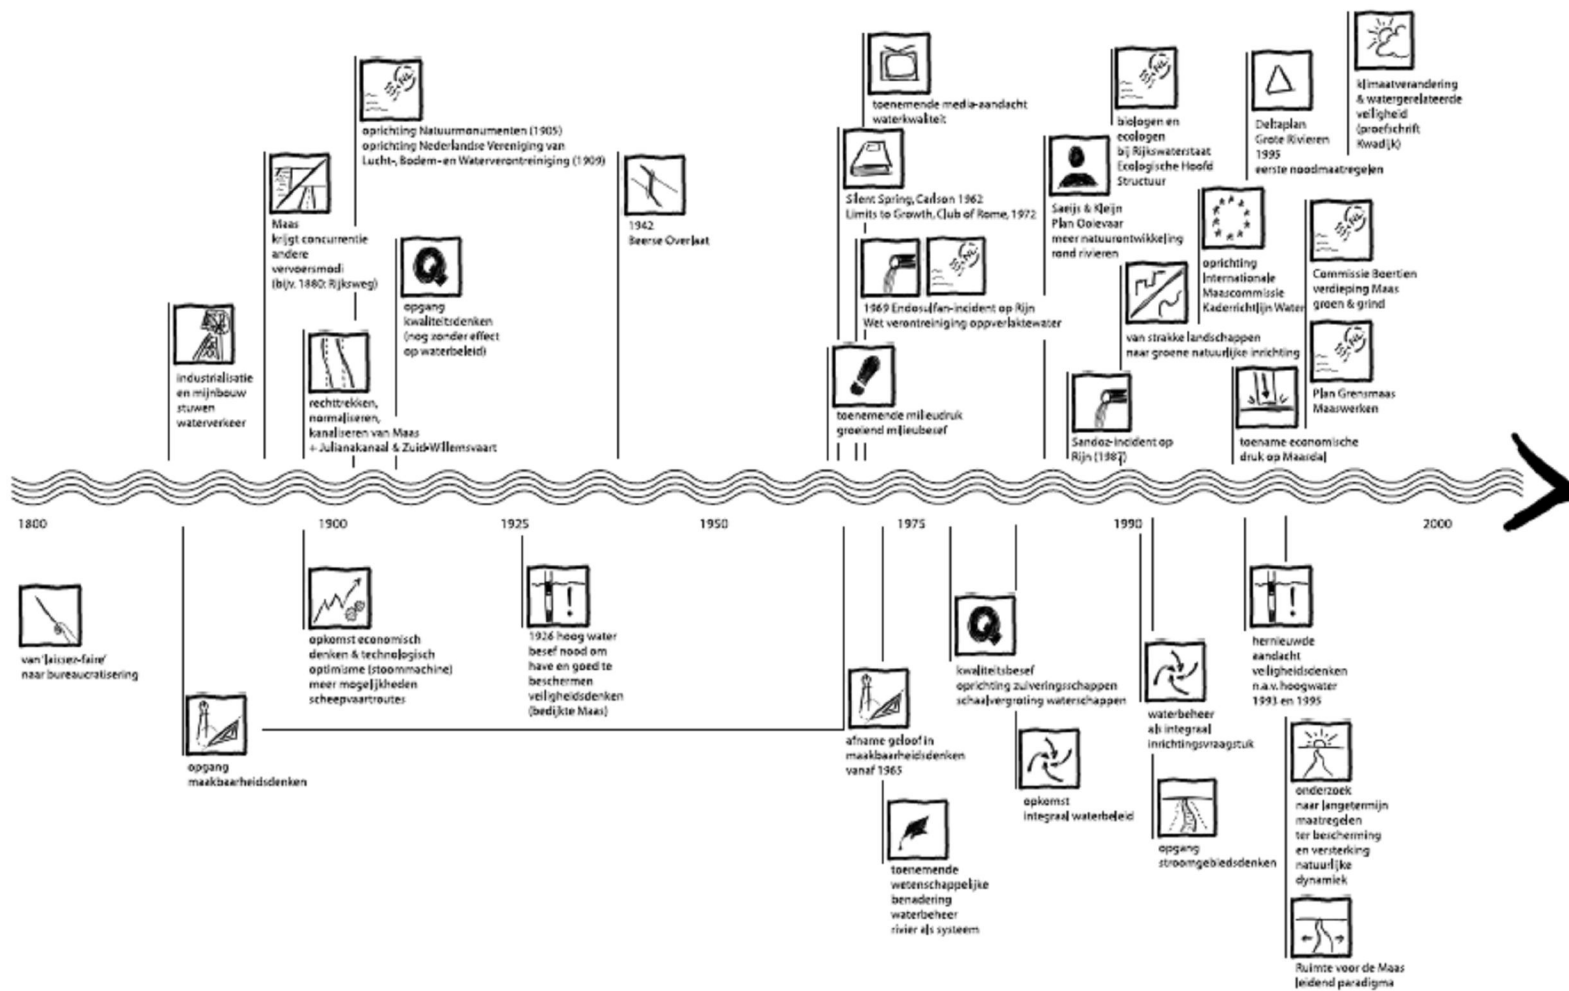 toenemende media-aandacht
waterkwaliteit
klimaatverandering
& watergerelateerde
veiligheid
(proefschrift
Kwadijk)
oprichting Natuurmonumenten (1905)
oprichting Nederlandse Vereniging van
Lucht-, Bodem- en Waterverontreiniging (1909)
biologen en
ecologen
bij Rijkswaterstaat
Ecologische Hoofd
Structuur
Deltaplan
Grote Rivieren
1995
eerste noodmaatregelen
Maas
krijgt concurrentie
andere
vervoersmodi
(bijv. 1880: Rijksweg)
1942
Beerse Overlaat
Silent Spring, Carlson 1962
Limits to Growth, Club of Rome, 1972
Saeijs & Kleijn
Plan Ooievaar
meer natuurontwikkeling
rond rivieren
oprichting
Internationale
Maascommissie
Kaderrichtlijn Water
Commissie Boertien
verdieping Maas
groen & grind
opgang
kwaliteitsdenken
(nog zonder effect
op waterbeleid)
1969 Endosulfan-incident op Rijn
Wet verontreiniging oppverlaktewater
van strakke landschappen
naar groene natuurlijke inrichting
industrialisatie
en mijnbouw
stuwen
waterverkeer
rechttrekken,
normaliseren,
kanaliseren van Maas
+ Julianakanaal & Zuid-Willemsvaart
toenemende milieudruk
groeiend milieubesef
Sandoz-incident op
Rijn (1987)
toename economische
druk op Maasdal
Plan Grensmaas
Maaswerken
NL
NL
NL
NL
NL
Q
1800
1900
1925
1950
1975
1990
2000
van 'laissez-faire'
naar bureaucratisering
opkomst economisch
denken & technologisch
optimisme (stoommachine)
meer mogelijkheden
scheepvaartroutes
!
1926 hoog water
besef nood om
have en goed te
beschermen
veiligheidsdenken
(bedijkte Maas)
opgang
maakbaarheidsdenken
afname geloof in
maakbaarheidsdenken
vanaf 1965
toenemende
wetenschappelijke
benadering
waterbeheer
rivier als systeem
Q
kwaliteitsbesef
oprichting zuiveringsschappen
schaalvergroting waterschappen
opkomst
integraal waterbeleid
waterbeheer
als integraal
inrichtingsvraagstuk
opgang
stroomgebiedsdenken
!
hernieuwde
aandacht
veiligheidsdenken
n.a.v. hoogwater
1993 en 1995
onderzoek
naar langetermijn
maatregelen
ter bescherming
en versterking
natuurlijke
dynamiek
Ruimte voor de Maas
leidend paradigma